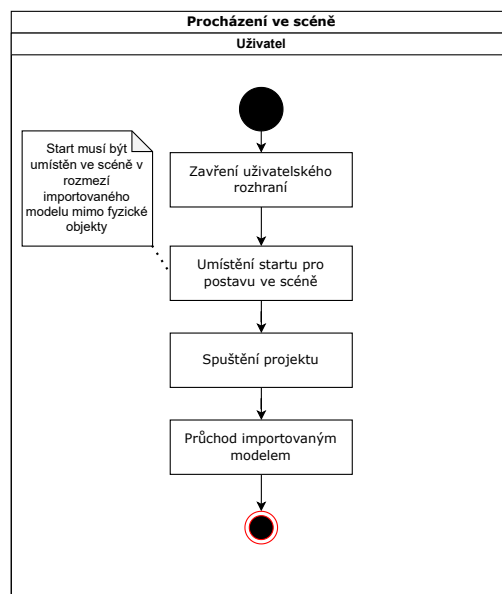 Procházení ve scéně
Uživatel
Start musí být
umístěn ve scéně v
rozmezí
importovaného
modelu mimo fyzické
objekty
Zavření uživatelského
rozhraní
Umístění startu pro
postavu ve scéně
Spuštění projektu
Průchod importovaným
modelem